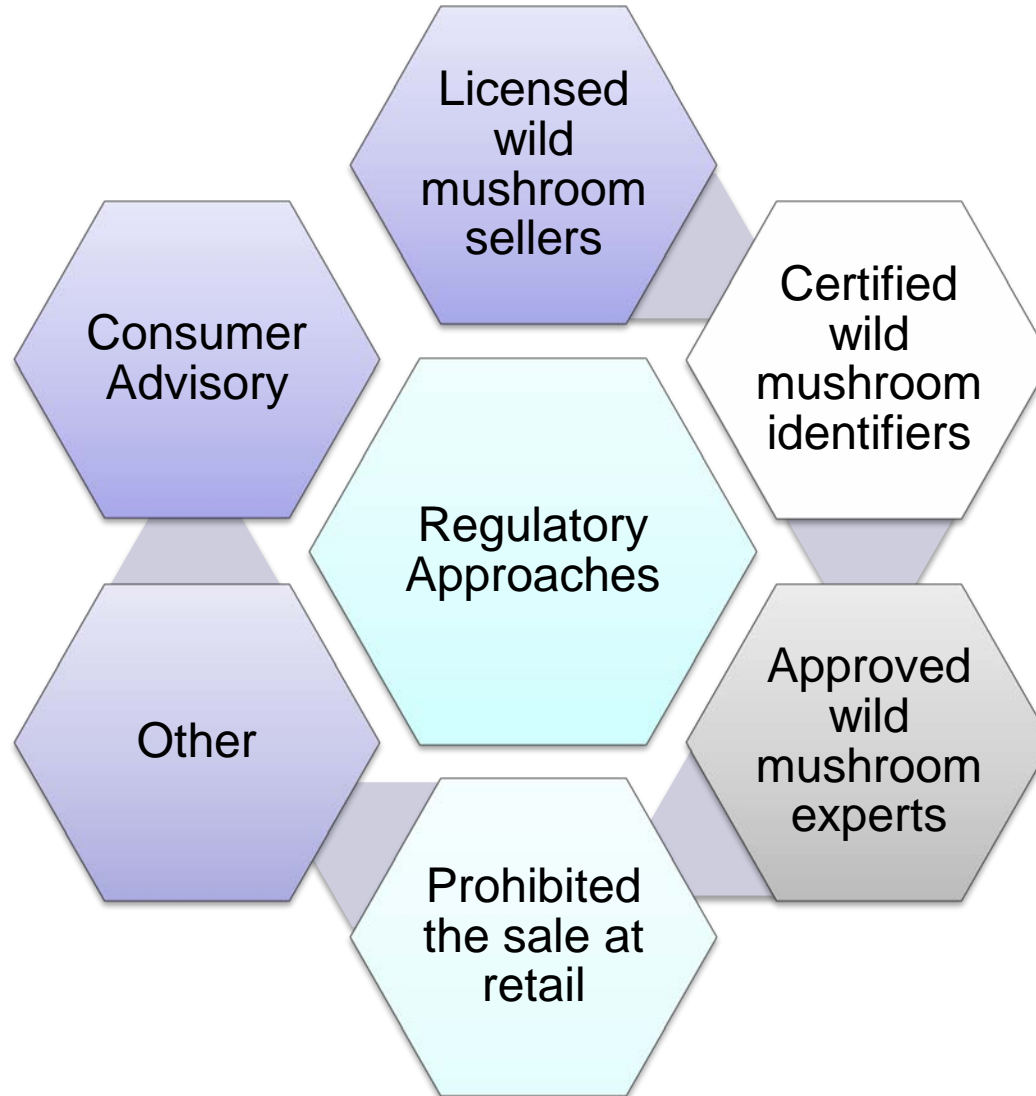 Licensed
wild
mushroom
sellers
Certified
wild
mushroom
identifiers
Consumer
Advisory
Regulatory
Approaches
Approved
wild
mushroom
experts
Other
Prohibited
the sale at
retail